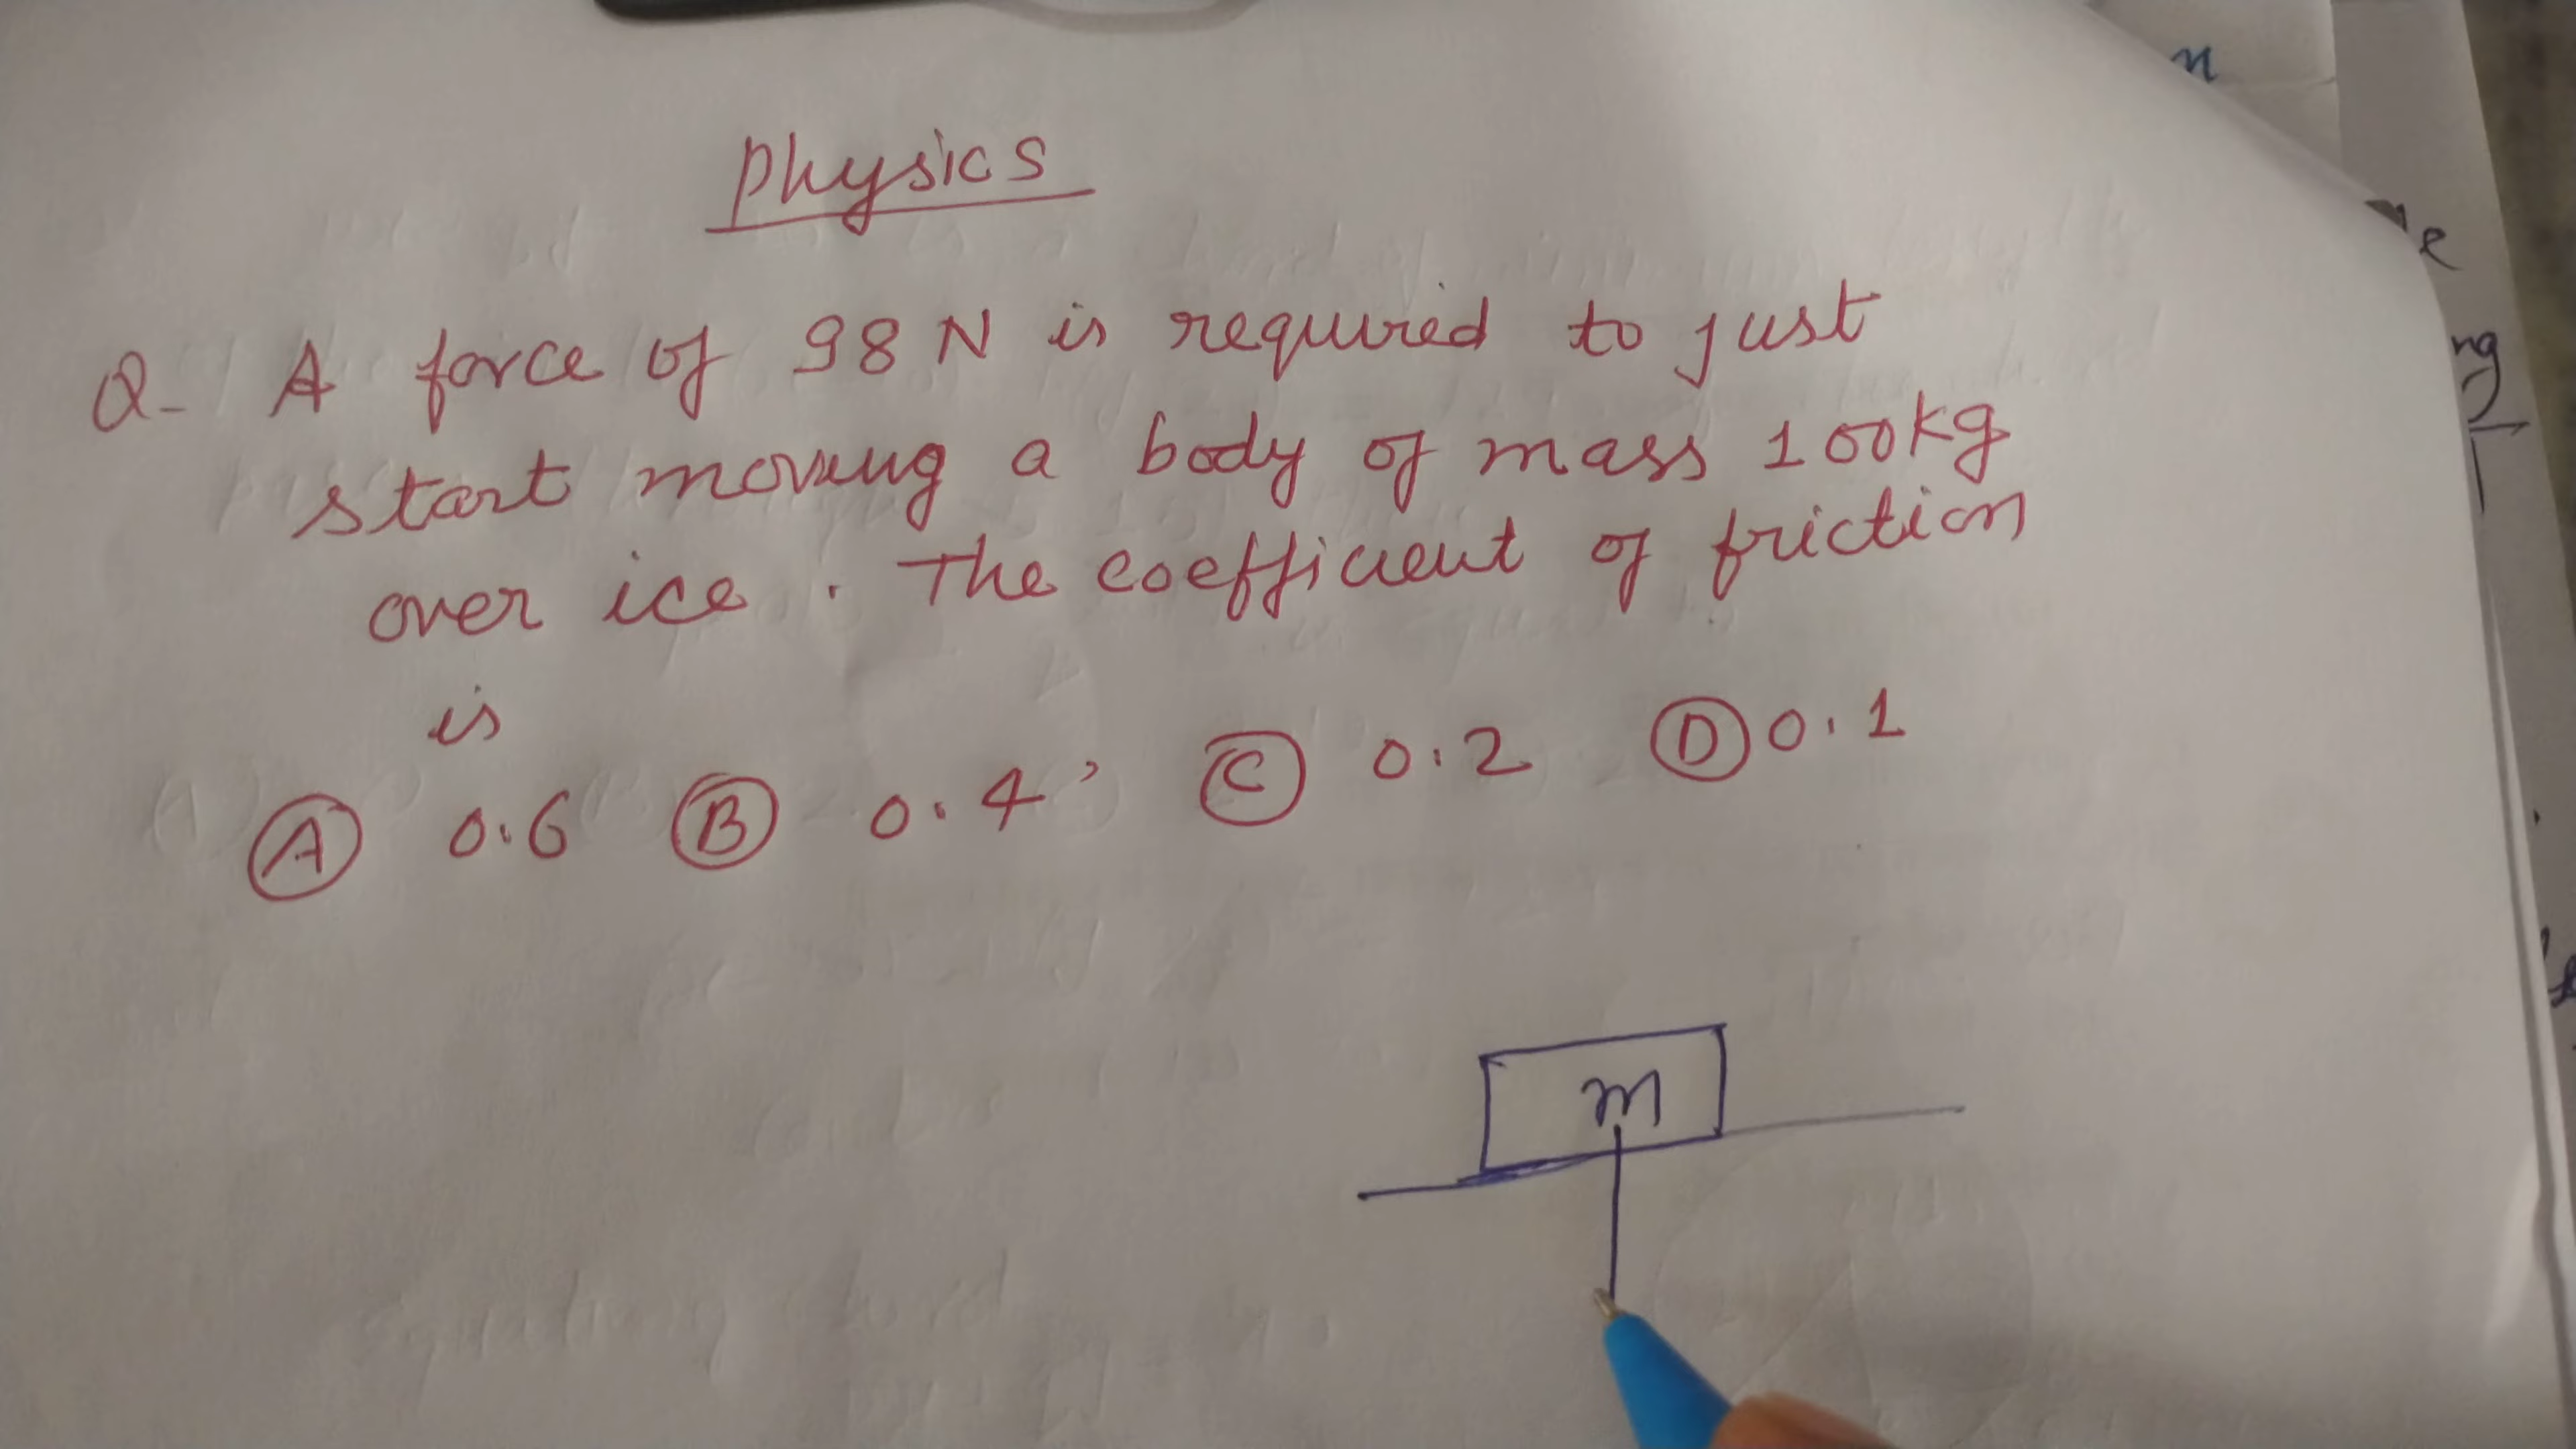 Physics
Q- A force of 98 N is required to just
start moving a body of mass 100kg
over ice. The coefficient of friction
is
A 0.6 B 0.4, C 0.2 D 0.1
m
n
e
ng